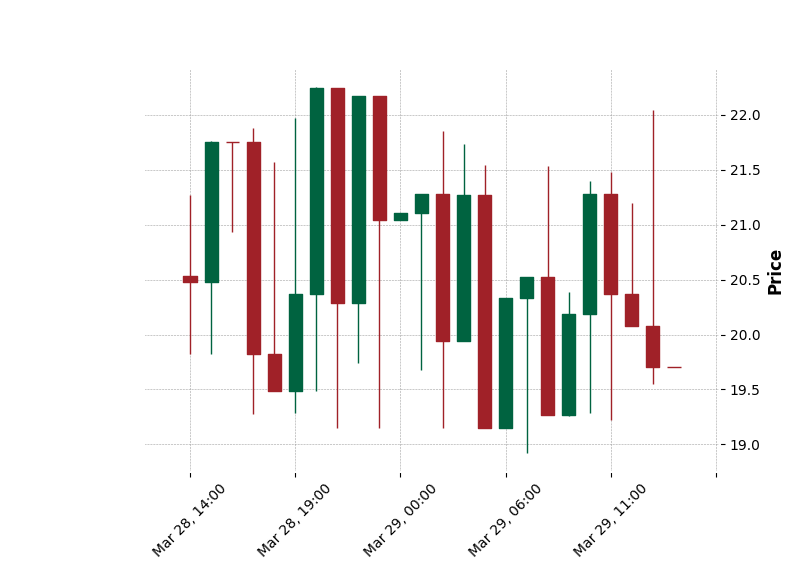 22.0
21.5
21.0
20.5
20.0
19.5
19.0
Price
Mar 28, 14:00
Mar 28, 19:00
Mar 29, 00:00
Mar 29, 06:00
Mar 29, 11:00